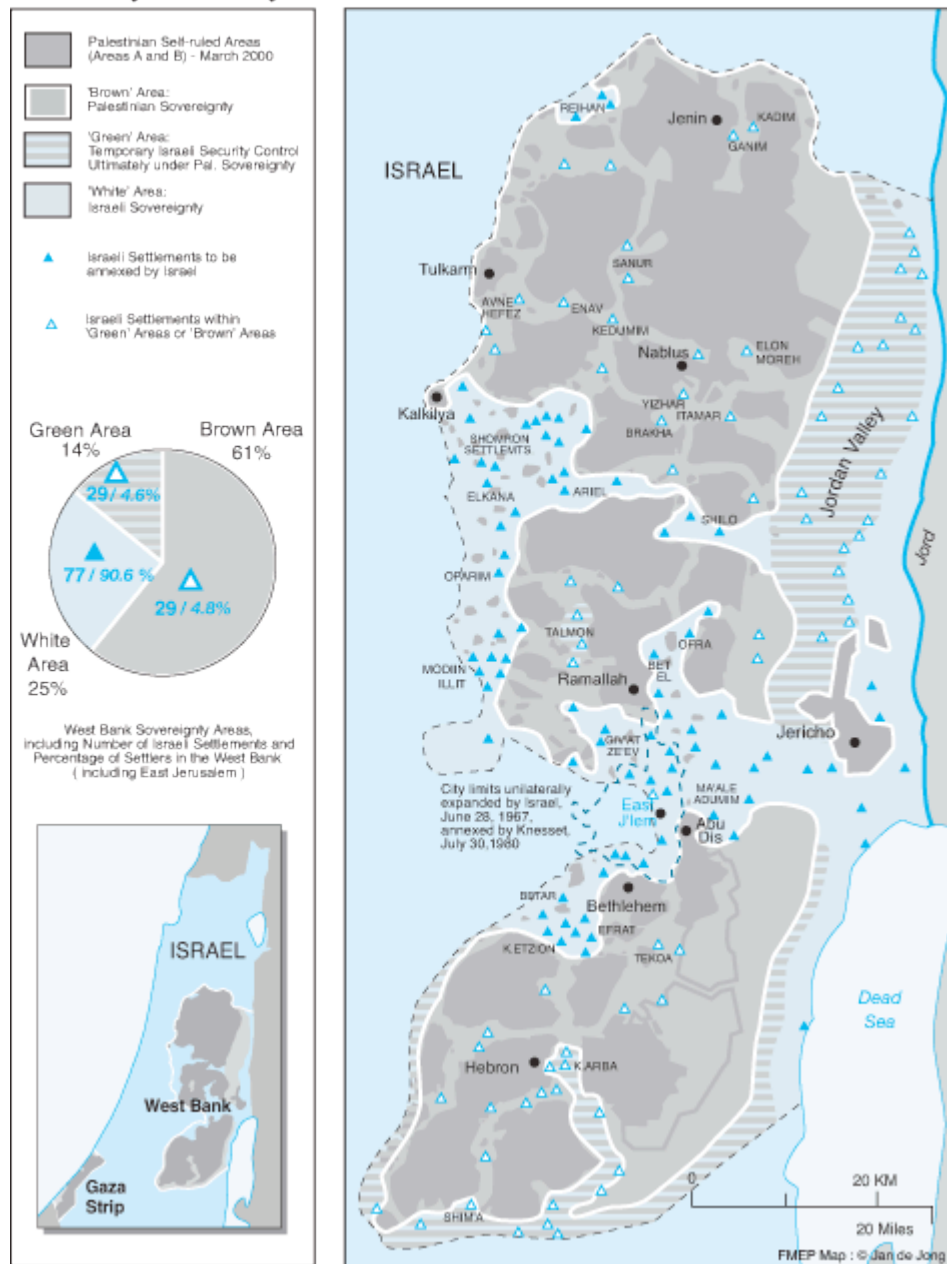 Palestinian Self-ruled Areas
(Areas A and B) - March 2000
'Brown' Area:
Palestinian Sovereignty
'Green' Area:
Temporary Israeli Security Control
Ultimately under Pal. Sovereignty
'White' Area:
Israeli Sovereignty
Israeli Settlements to be
annexed by Israel
Israeli Settlements within
'Green' Areas or 'Brown' Areas
Green Area
14%
Brown Area
61%
29 / 4.6%
77 / 90.6 %
29 / 4.8%
White
Area
25%
West Bank Sovereignty Areas,
including Number of Israeli Settlements and
Percentage of Settlers in the West Bank
( including East Jerusalem )
ISRAEL
West Bank
Gaza
Strip
REIHAN
Jenin
KADIM
GANIM
ISRAEL
SANUR
Tulkarm
AVNE
HEFEZ
ENAV
KEDUMIM
Nablus
ELON
MOREH
Kalkilya
YIZHAR
ITAMAR
BRAKHA
SHOMRON
SETTLEMTS
Jordan Valley
ELKANA
ARIEL
SHILO
Jord
OFARIM
TALMON
OFRA
BET
EL
MODIIN
ILLIT
Ramallah
Jericho
GIV'AT
ZE'EV
City limits unilaterally
expanded by Israel,
June 28, 1967,
annexed by Knesset,
July 30,1980
East
J'lem
MA'ALE
ADUMIM
Abu
Dis
BETAR
Bethlehem
EFRAT
K.ETZION
TEKOA
Dead
Sea
Hebron
K.ARBA
SHIM'A
0
20 KM
20 Miles
FMEP Map : © Jan de Jong